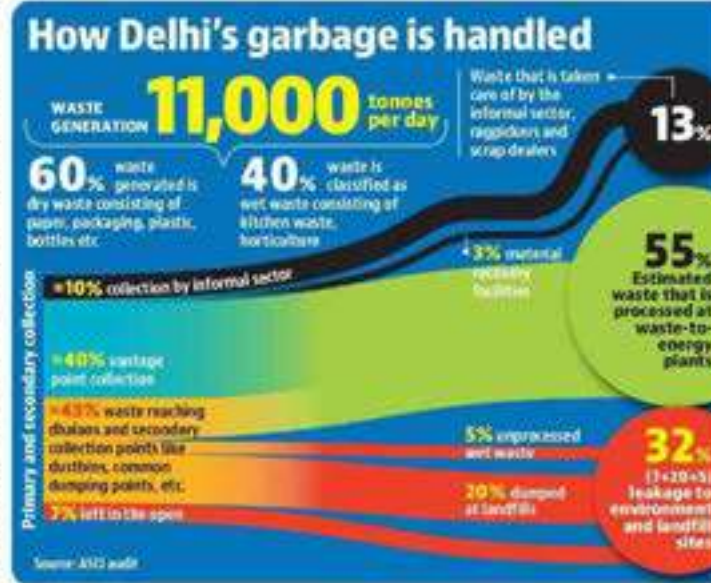 How Delhi's garbage is handled
WASTE
GENERATION
11,000
tonnes
per day
60% waste
generated is
dry waste consisting of
paper, packaging, plastic,
bottles etc
40% waste is
classified as
wet waste consisting of
kitchen waste,
horticulture
Waste that is taken
care of by the
informal sector,
ragpickers and
scrap dealers
13%
3% material
recovery
facilities
55%
Estimated
waste that is
processed at
waste-to-
energy
plants
Primary and secondary collection
≈10% collection by informal sector
≈40% vantage
point collection
≈43% waste reaching
dhalaos and secondary
collection points like
dustbins, common
dumping points, etc.
7% left in the open
5% unprocessed
wet waste
20% dumped
at landfills
32%
(7+20+5)
leakage to
environment
and landfill
sites
Source: ASCI audit